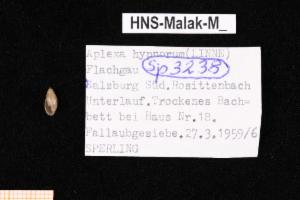 HNS-Malak-M_
Aplexa hypnorum(LINNE)
Flachgau Sp3235
Salzburg Süd.Rosittenbach
Unterlauf.Trockenes Bach=
bett bei Haus Nr.18.
Fallaubgesiebe.27.3.1959/6
SPERLING